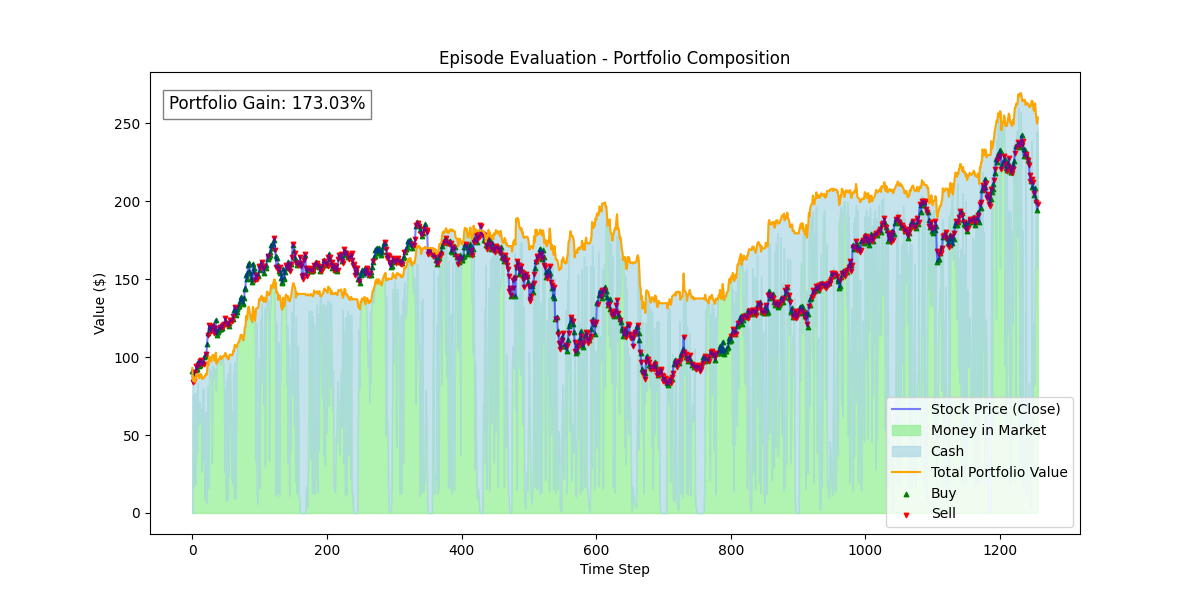 Episode Evaluation - Portfolio Composition
Portfolio Gain: 173.03%
Value ($)
250
200
150
100
50
0
Stock Price (Close)
Money in Market
Cash
Total Portfolio Value
Buy
Sell
0 200 400 600 800 1000 1200
Time Step